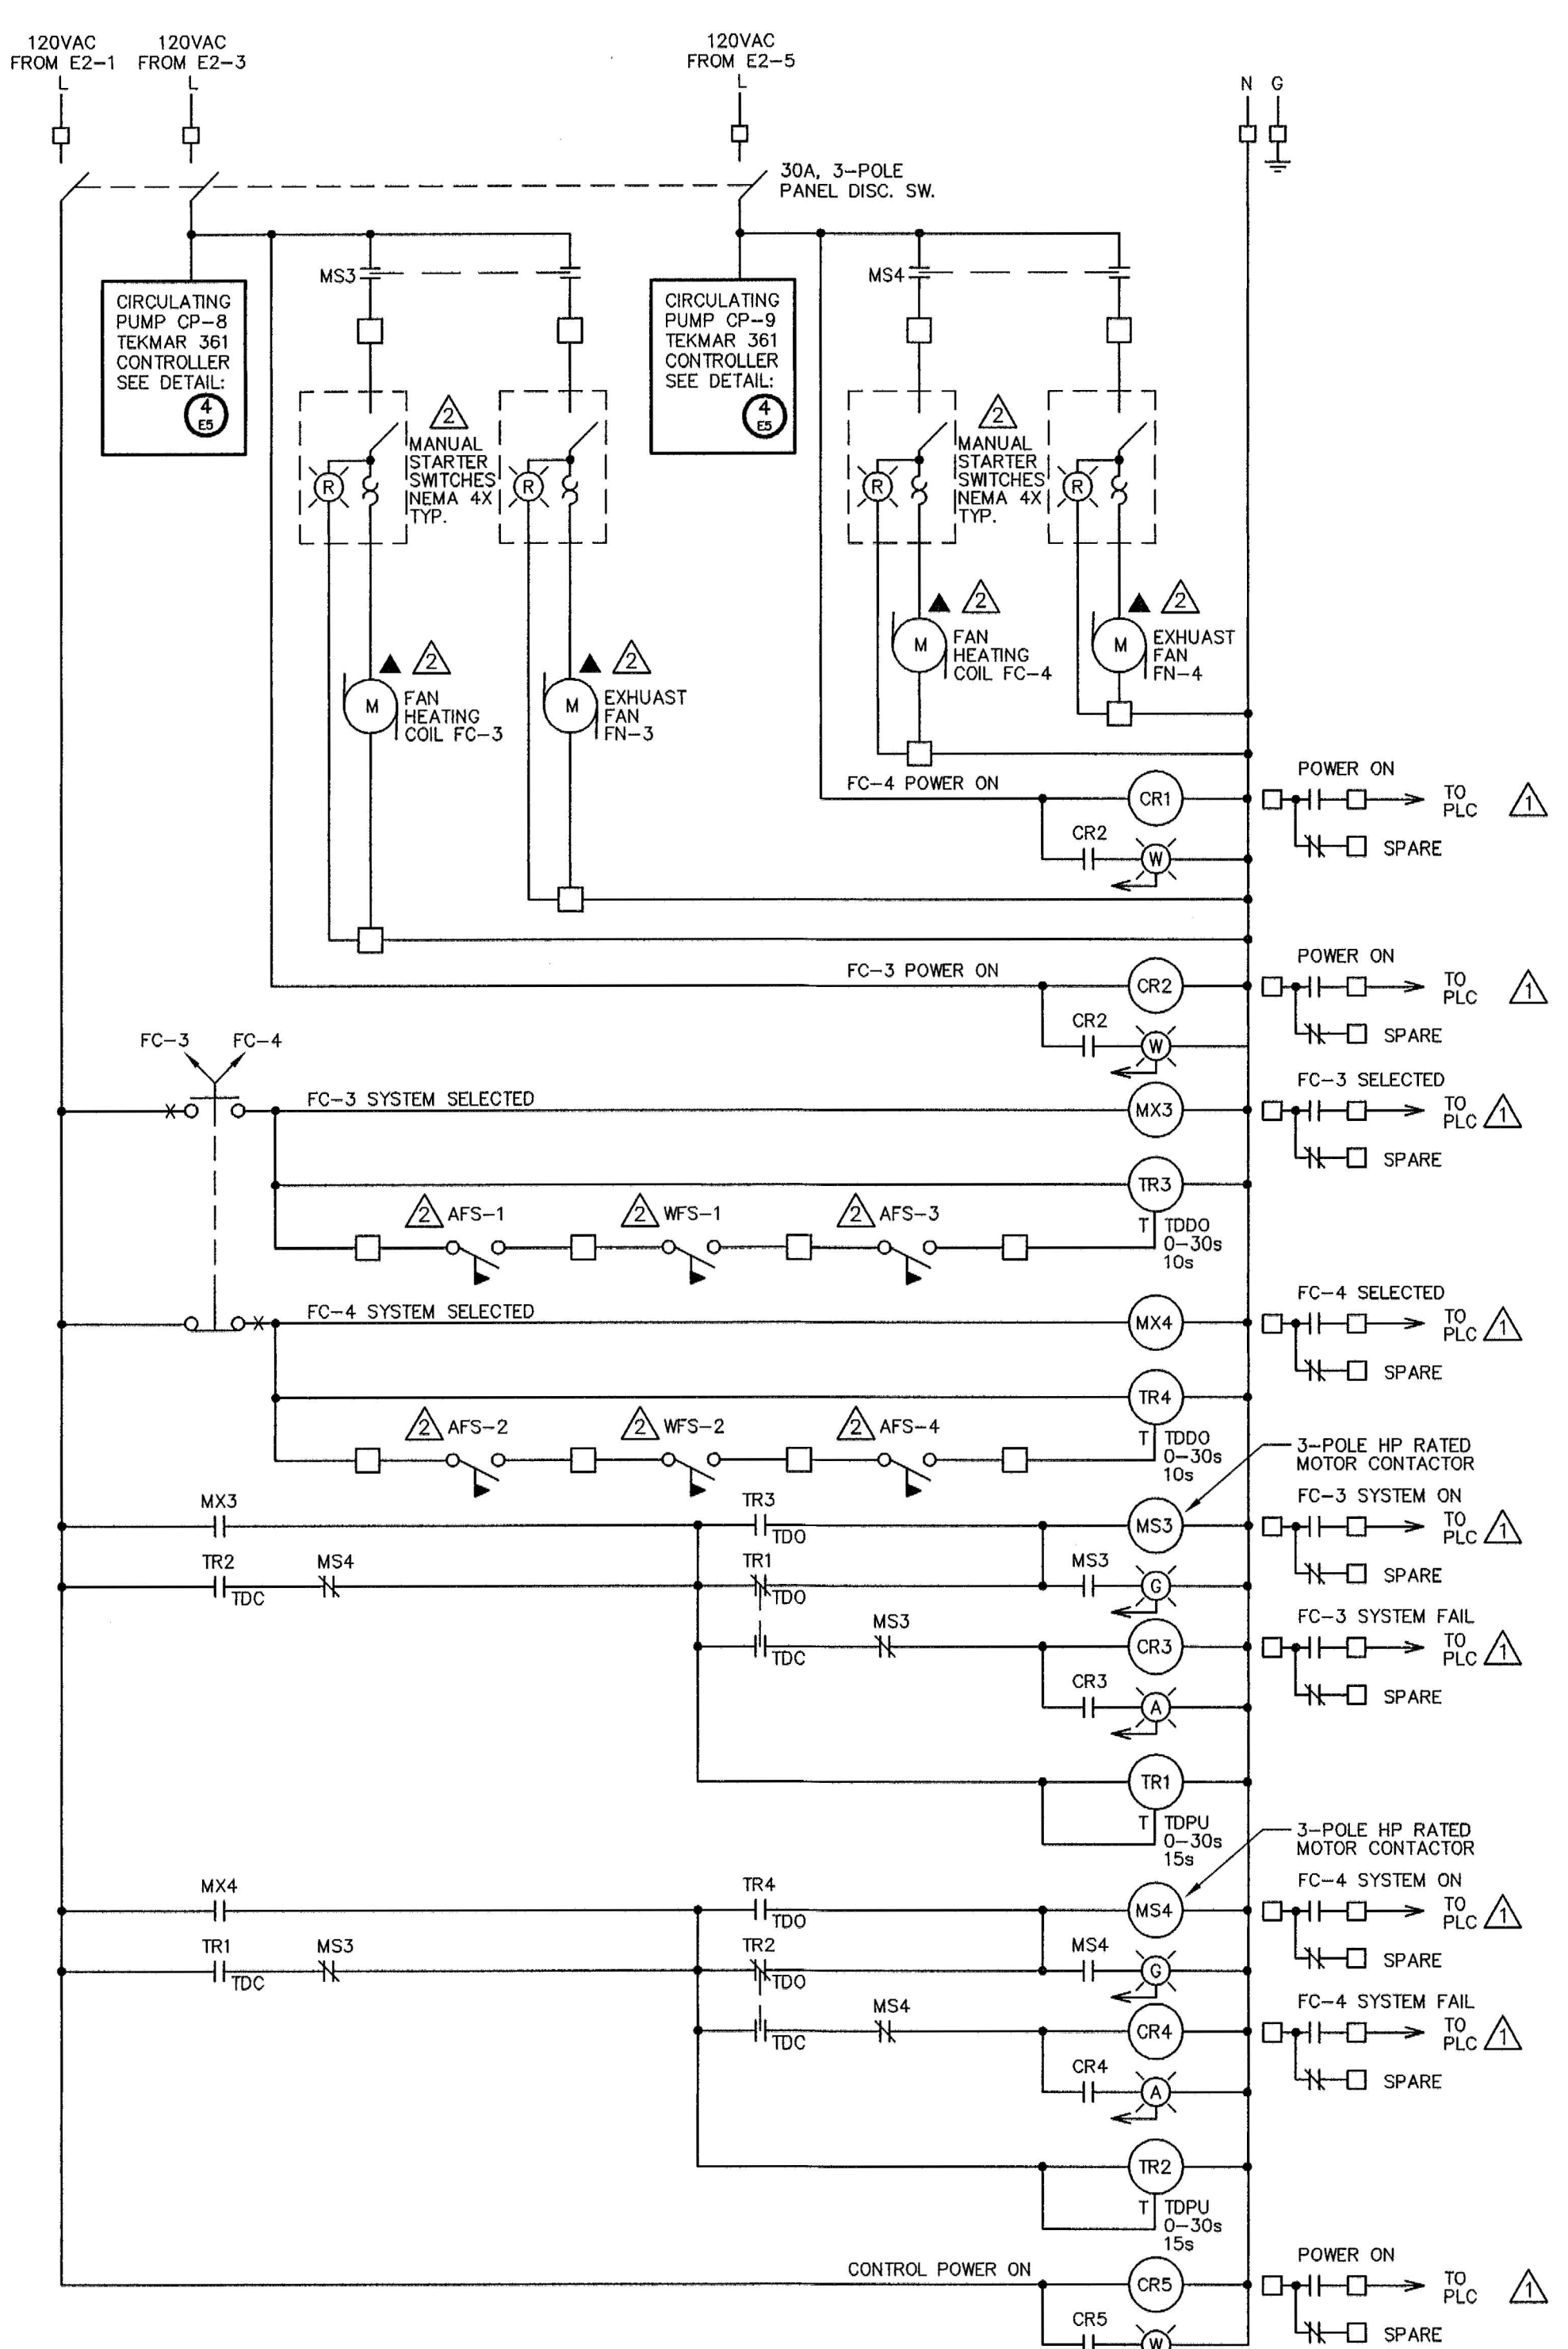 120VAC
FROM E2-1
L
120VAC
FROM E2-3
L
120VAC
FROM E2-5
L
N G
30A, 3-POLE
PANEL DISC. SW.
MS3
MS4
CIRCULATING
PUMP CP-8
TEKMAR 361
CONTROLLER
SEE DETAIL:
4
E5
CIRCULATING
PUMP CP-9
TEKMAR 361
CONTROLLER
SEE DETAIL:
4
E5
2
MANUAL
STARTER
SWITCHES
NEMA 4X
TYP.
R
R
2
MANUAL
STARTER
SWITCHES
NEMA 4X
TYP.
R
R
2
M
FAN
HEATING
COIL FC-4
2
M
EXHUAST
FAN
FN-4
2
M
FAN
HEATING
COIL FC-3
2
M
EXHUAST
FAN
FN-3
FC-4 POWER ON
CR1
POWER ON
TO
PLC
1
CR2
W
SPARE
FC-3 POWER ON
CR2
POWER ON
TO
PLC
1
CR2
W
SPARE
FC-3
FC-4
X
FC-3 SYSTEM SELECTED
MX3
FC-3 SELECTED
TO
PLC
1
SPARE
TR3
T
TDDO
0-30s
10s
2 AFS-1
2 WFS-1
2 AFS-3
X
FC-4 SYSTEM SELECTED
MX4
FC-4 SELECTED
TO
PLC
1
SPARE
TR4
T
TDDO
0-30s
10s
2 AFS-2
2 WFS-2
2 AFS-4
3-POLE HP RATED
MOTOR CONTACTOR
MX3
TR3
TDO
MS3
FC-3 SYSTEM ON
TO
PLC
1
TR2
TDC
MS4
TR1
TDO
MS3
G
SPARE
TDC
MS3
CR3
FC-3 SYSTEM FAIL
TO
PLC
1
CR3
A
SPARE
TR1
T
TDPU
0-30s
15s
3-POLE HP RATED
MOTOR CONTACTOR
MX4
TR4
TDO
MS4
FC-4 SYSTEM ON
TO
PLC
1
TR1
TDC
MS3
TR2
TDO
MS4
G
SPARE
TDC
MS4
CR4
FC-4 SYSTEM FAIL
TO
PLC
1
CR4
A
SPARE
TR2
T
TDPU
0-30s
15s
CONTROL POWER ON
CR5
POWER ON
TO
PLC
1
CR5
W
SPARE